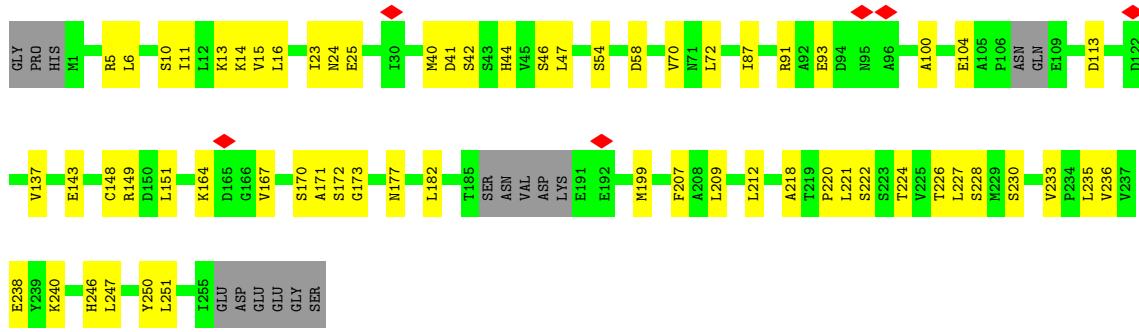 GLY PRO HIS M1 R5 L6 S10 I11 L12 K13 K14 V15 L16 I23 N24 E25 I30 M40 D41 S42 S43 H44 V45 S46 L47 S54 D58 V70 N71 L72 I87 R91 A92 E93 D94 N95 A96 A100 E104 A105 P106 ASN GLN E109 D113 D122
V137 E143 C148 R149 D150 L151 K164 D165 G166 V167 S170 A171 S172 G173 N177 L182 T185 SER ASN VAL ASP LYS E191 E192 M199 F207 A208 L209 L212 A218 T219 P220 L221 S222 S223 T224 V225 T226 L227 S228 M229 S230 V233 P234 L235 V236 V237
E238 Y239 K240 H246 L247 Y250 L251 I255 GLU ASP GLU GLU GLY SER